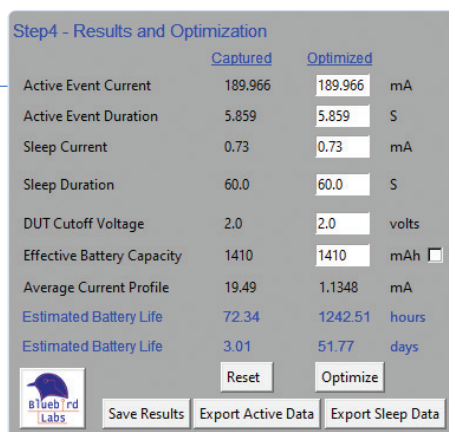 Step4 - Results and Optimization
Captured Optimized
Active Event Current 189.966 189.966 mA
Active Event Duration 5.859 5.859 S
Sleep Current 0.73 0.73 mA
Sleep Duration 60.0 60.0 S
DUT Cutoff Voltage 2.0 2.0 volts
Effective Battery Capacity 1410 1410 mAh
Average Current Profile 19.49 1.1348 mA
Estimated Battery Life 72.34 1242.51 hours
Estimated Battery Life 3.01 51.77 days
Reset Optimize
Bluebird
Labs
Save Results Export Active Data Export Sleep Data